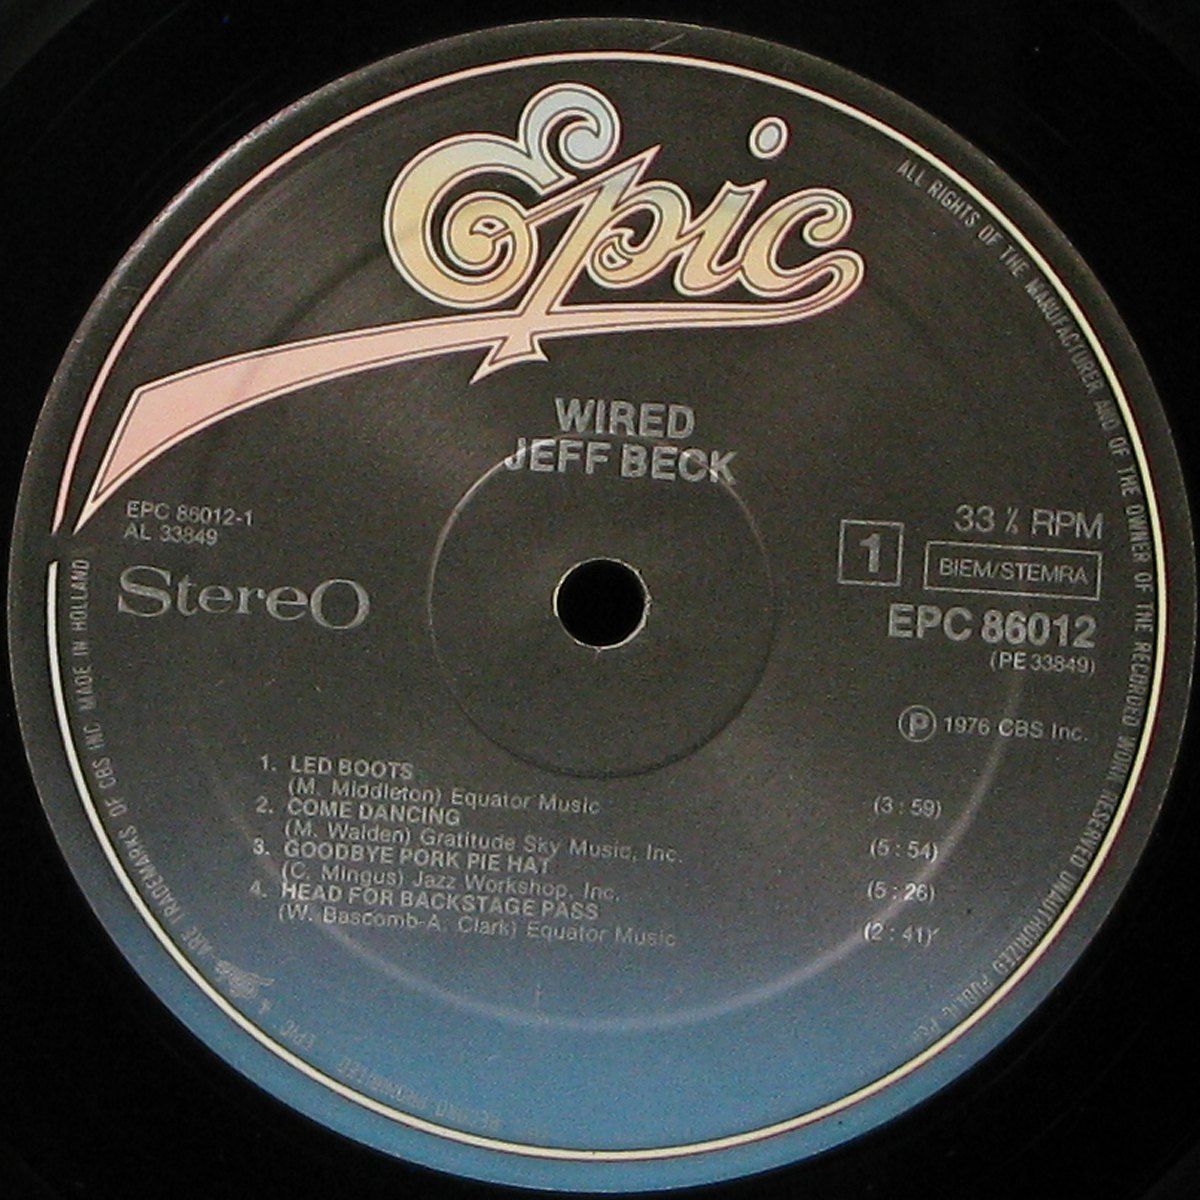 Epic
WIRED
JEFF BECK
EPC 86012-1
AL 33849
Stereo
33 ⅓ RPM
1
BIEM/STEMRA
EPC 86012
(PE 33849)
Ⓟ 1976 CBS Inc.
1. LED BOOTS
(M. Middleton) Equator Music (3 : 59)
2. COME DANCING
(M. Walden) Gratitude Sky Music, Inc. (5 : 54)
3. GOODBYE PORK PIE HAT
(C. Mingus) Jazz Workshop, Inc. (5 : 26)
4. HEAD FOR BACKSTAGE PASS
(W. Bascomb-A. Clark) Equator Music (2 : 41)
ALL RIGHTS OF THE MANUFACTURER AND OF THE OWNER OF THE RECORDED WORK RESERVED UNAUTHORIZED PUBLIC
EPIC & Epic ARE TRADEMARKS OF CBS INC MADE IN HOLLAND